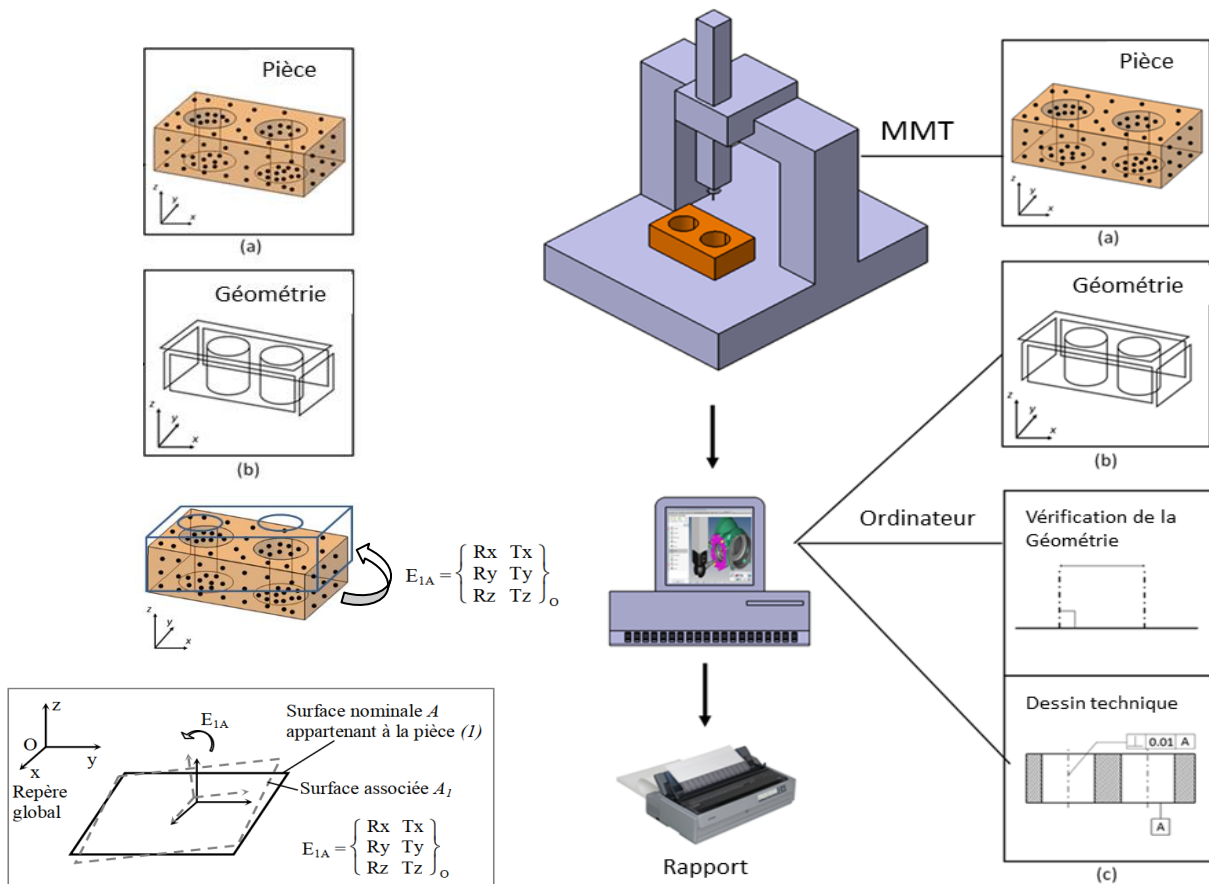 Pièce
z
y
x
(a)
Géométrie
z
y
x
(b)
z
y
x
E1A = { Rx Tx
Ry Ty
Rz Tz }O
z
O
y
x
Repère
global
E1A
Surface nominale A
appartenant à la pièce (1)
Surface associée A1
E1A = { Rx Tx
Ry Ty
Rz Tz }O
MMT
Ordinateur
Rapport
Pièce
z
y
x
(a)
Géométrie
z
y
x
(b)
Vérification de la
Géométrie
Dessin technique
⊥ 0.01 A
A
(c)